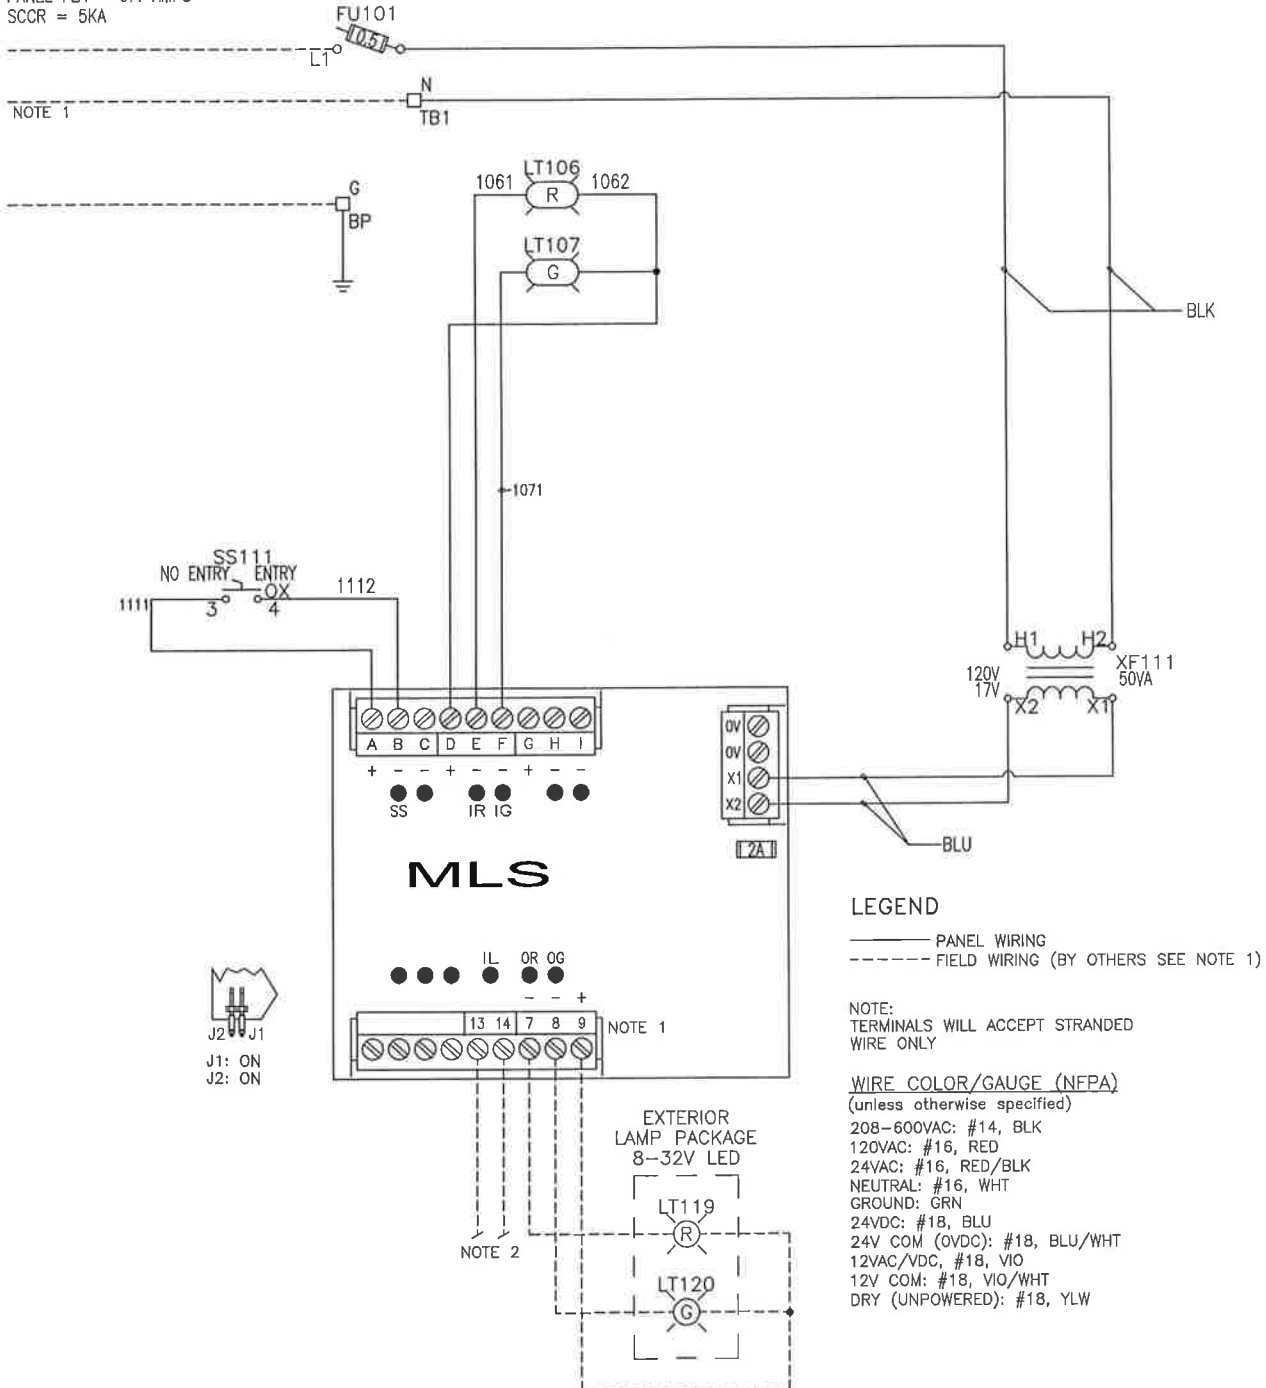 SCCR = 5KA
FU101
0.5
L1
N
NOTE 1
TB1
G
BP
LT106
1061
1062
R
LT107
G
BLK
1071
SS111
NO ENTRY
ENTRY
OX
1111
3
4
1112
H1
H2
120V
17V
XF111
50VA
X2
X1
A B C D E F G H I
+ - - + - - + - -
SS
IR IG
0V
0V
X1
X2
2A
BLU
MLS
LEGEND
PANEL WIRING
FIELD WIRING (BY OTHERS SEE NOTE 1)
IL OR OG
- - +
13 14 7 8 9
NOTE 1
J2 J1
J1: ON
J2: ON
NOTE:
TERMINALS WILL ACCEPT STRANDED
WIRE ONLY
WIRE COLOR/GAUGE (NFPA)
(unless otherwise specified)
208-600VAC: #14, BLK
120VAC: #16, RED
24VAC: #16, RED/BLK
NEUTRAL: #16, WHT
GROUND: GRN
24VDC: #18, BLU
24V COM (0VDC): #18, BLU/WHT
12VAC/VDC, #18, VIO
12V COM: #18, VIO/WHT
DRY (UNPOWERED): #18, YLW
EXTERIOR
LAMP PACKAGE
8-32V LED
LT119
R
NOTE 2
LT120
G